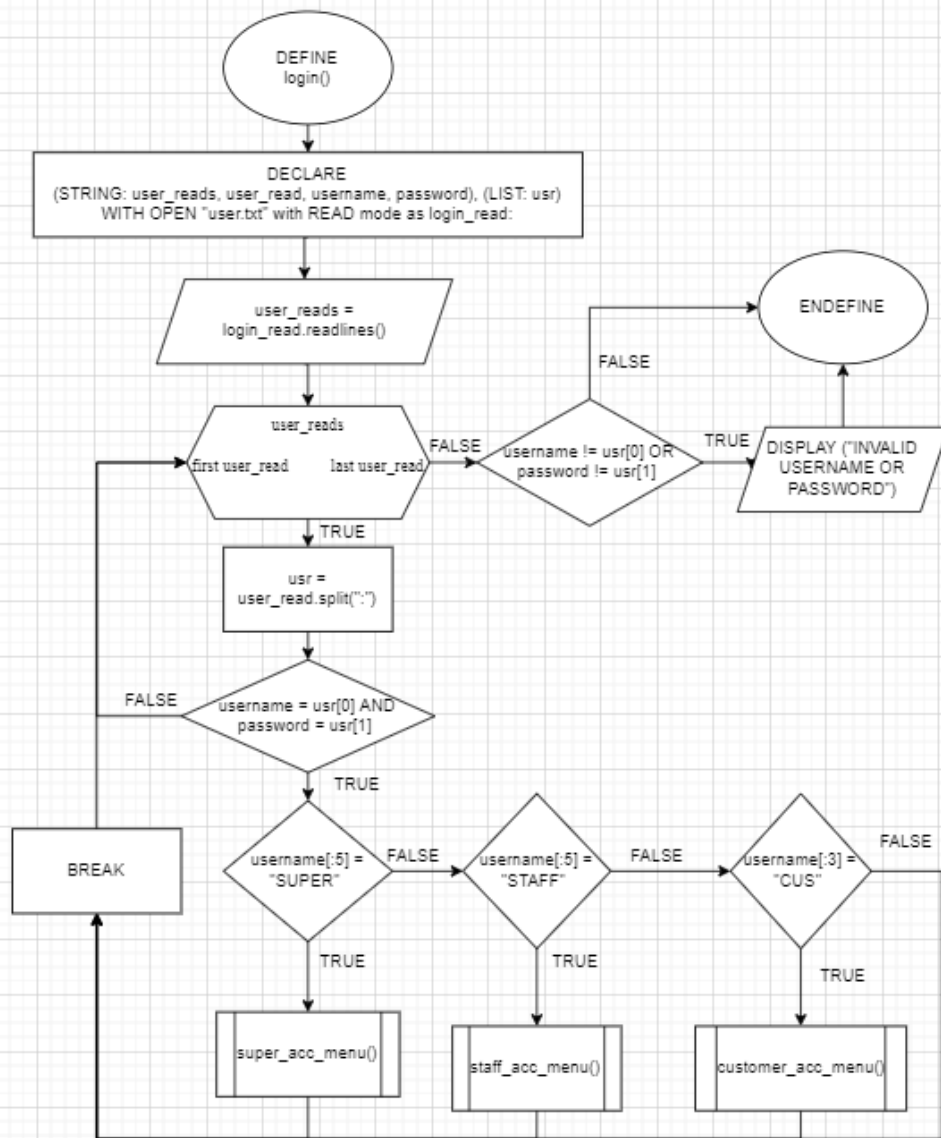 DEFINE
login()
DECLARE
(STRING: user_reads, user_read, username, password), (LIST: usr)
WITH OPEN "user.txt" with READ mode as login_read:
user_reads =
login_read.readlines()
ENDEFINE
FALSE
user_reads
first user_read
last user_read
FALSE
username != usr[0] OR
password != usr[1]
TRUE
DISPLAY ("INVALID
USERNAME OR
PASSWORD")
TRUE
usr =
user_read.split(":")
FALSE
username = usr[0] AND
password = usr[1]
TRUE
BREAK
username[:5] =
"SUPER"
FALSE
username[:5] =
"STAFF"
FALSE
username[:3] =
"CUS"
FALSE
TRUE
TRUE
TRUE
super_acc_menu()
staff_acc_menu()
customer_acc_menu()